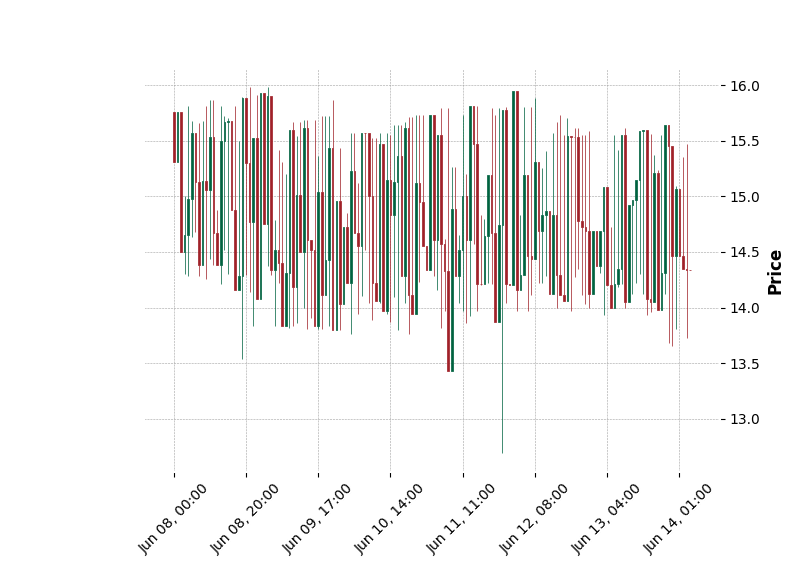 16.0
15.5
15.0
14.5
14.0
13.5
13.0
Price
Jun 08, 00:00
Jun 08, 20:00
Jun 09, 17:00
Jun 10, 14:00
Jun 11, 11:00
Jun 12, 08:00
Jun 13, 04:00
Jun 14, 01:00